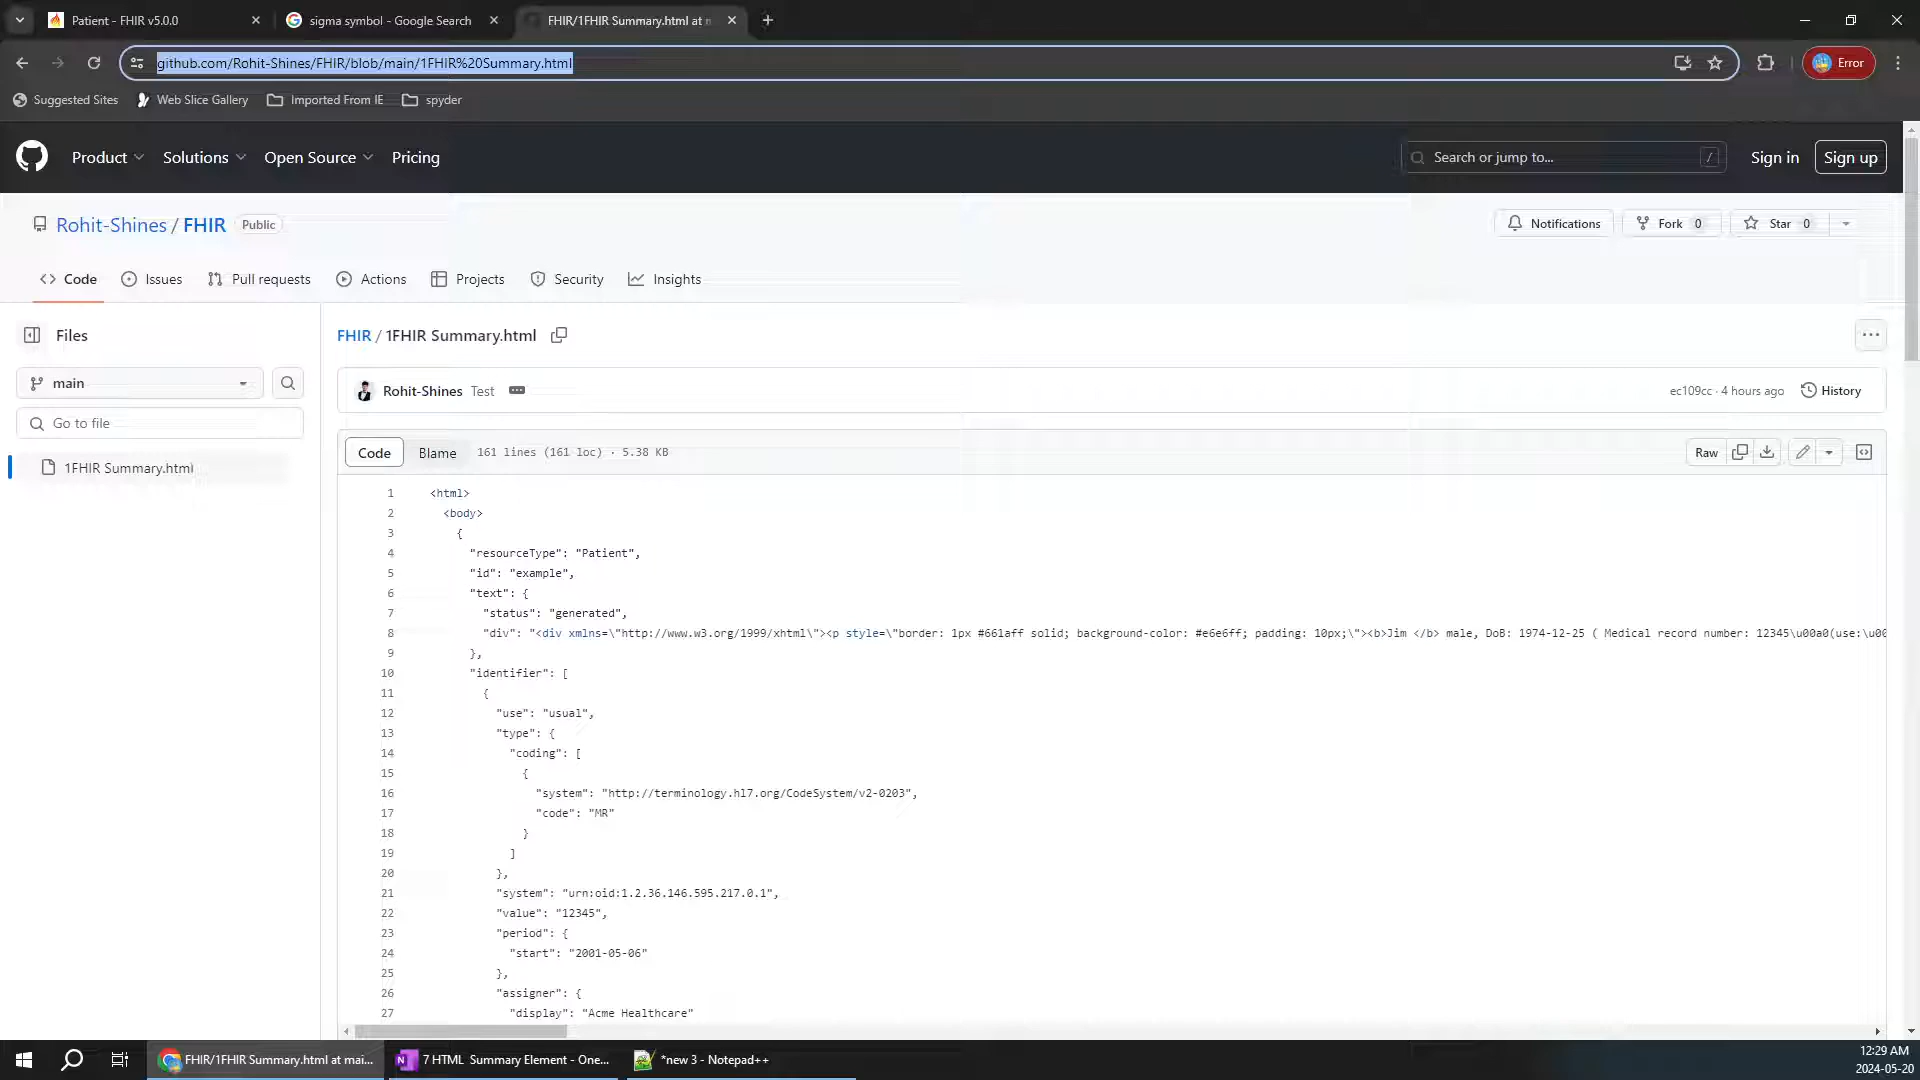 Patient - FHIR v5.0.0
sigma symbol - Google Search
FHIR/1FHIR Summary.html at
github.com/Rohit-Shines/FHIR/blob/main/1FHIR%20Summary.html
Error
Suggested Sites
Web Slice Gallery
Imported From IE
spyder
Product
Solutions
Open Source
Pricing
Search or jump to...
/
Sign in
Sign up
Rohit-Shines / FHIR
Public
Notifications
Fork 0
Star 0
Code
Issues
Pull requests
Actions
Projects
Security
Insights
Files
FHIR / 1FHIR Summary.html
main
Rohit-Shines Test
ec109cc · 4 hours ago
History
Go to file
1FHIR Summary.html
Code
Blame
161 lines (161 loc) · 5.38 KB
Raw
1 <html>
2 <body>
3 {
4 "resourceType": "Patient",
5 "id": "example",
6 "text": {
7 "status": "generated",
8 "div": "<div xmlns=\"http://www.w3.org/1999/xhtml\"><p style=\"border: 1px #661aff solid; background-color: #e6e6ff; padding: 10px;\"><b>Jim </b> male, DoB: 1974-12-25 ( Medical record number: 12345\u00a0(use:\u00
9 },
10 "identifier": [
11 {
12 "use": "usual",
13 "type": {
14 "coding": [
15 {
16 "system": "http://terminology.hl7.org/CodeSystem/v2-0203",
17 "code": "MR"
18 }
19 ]
20 },
21 "system": "urn:oid:1.2.36.146.595.217.0.1",
22 "value": "12345",
23 "period": {
24 "start": "2001-05-06"
25 },
26 "assigner": {
27 "display": "Acme Healthcare"
FHIR/1FHIR Summary.html at mai...
7 HTML Summary Element - One...
*new 3 - Notepad++
12:29 AM
2024-05-20